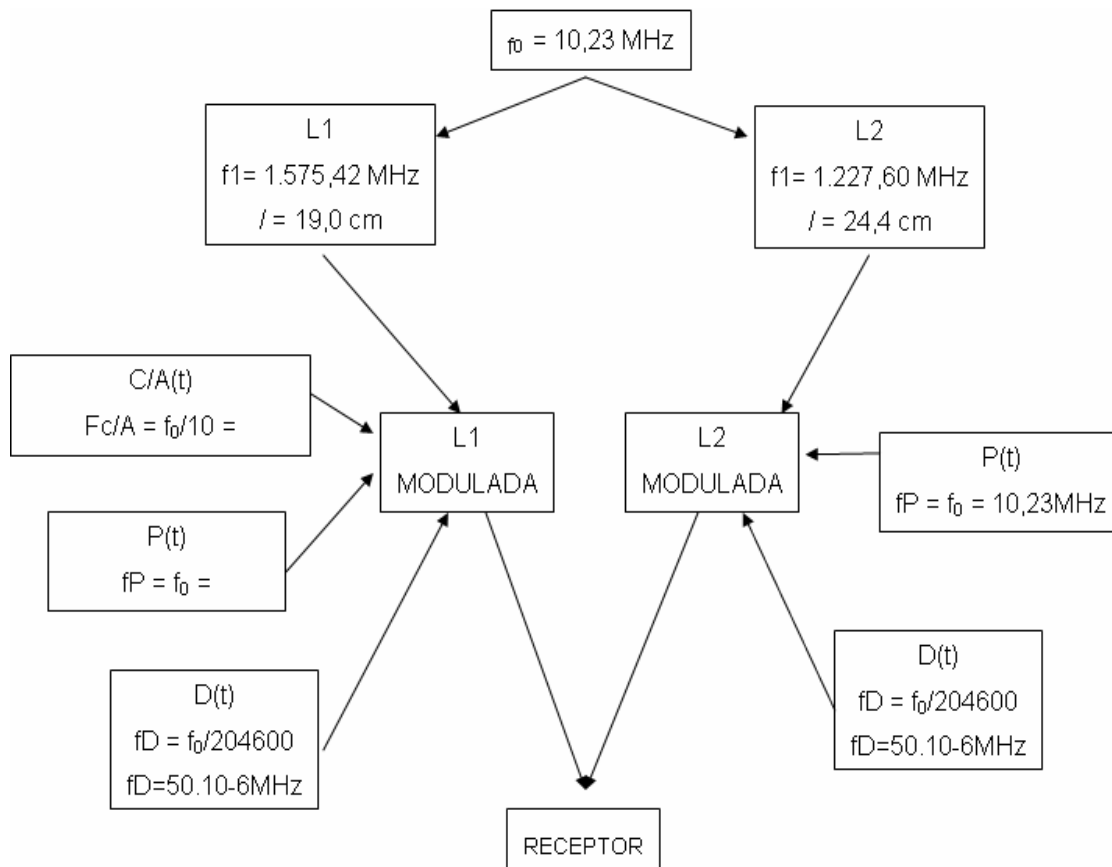 f₀ = 10,23 MHz
L1
f1= 1.575,42 MHz
l = 19,0 cm
L2
f1= 1.227,60 MHz
l = 24,4 cm
C/A(t)
Fc/A = f₀/10 =
L1
MODULADA
L2
MODULADA
P(t)
fP = f₀ = 10,23MHz
P(t)
fP = f₀ =
D(t)
fD = f₀/204600
fD=50.10-6MHz
D(t)
fD = f₀/204600
fD=50.10-6MHz
RECEPTOR